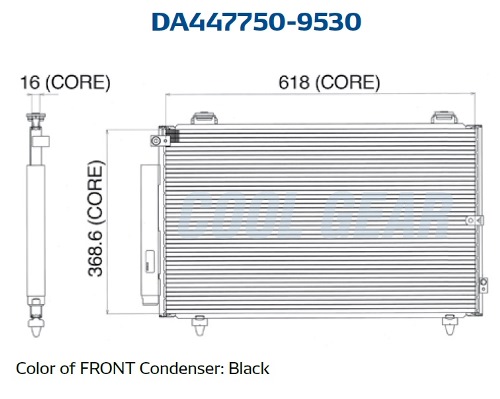 DA447750-9530
16 (CORE)
618 (CORE)
368.6 (CORE)
COOL GEAR
Color of FRONT Condenser: Black